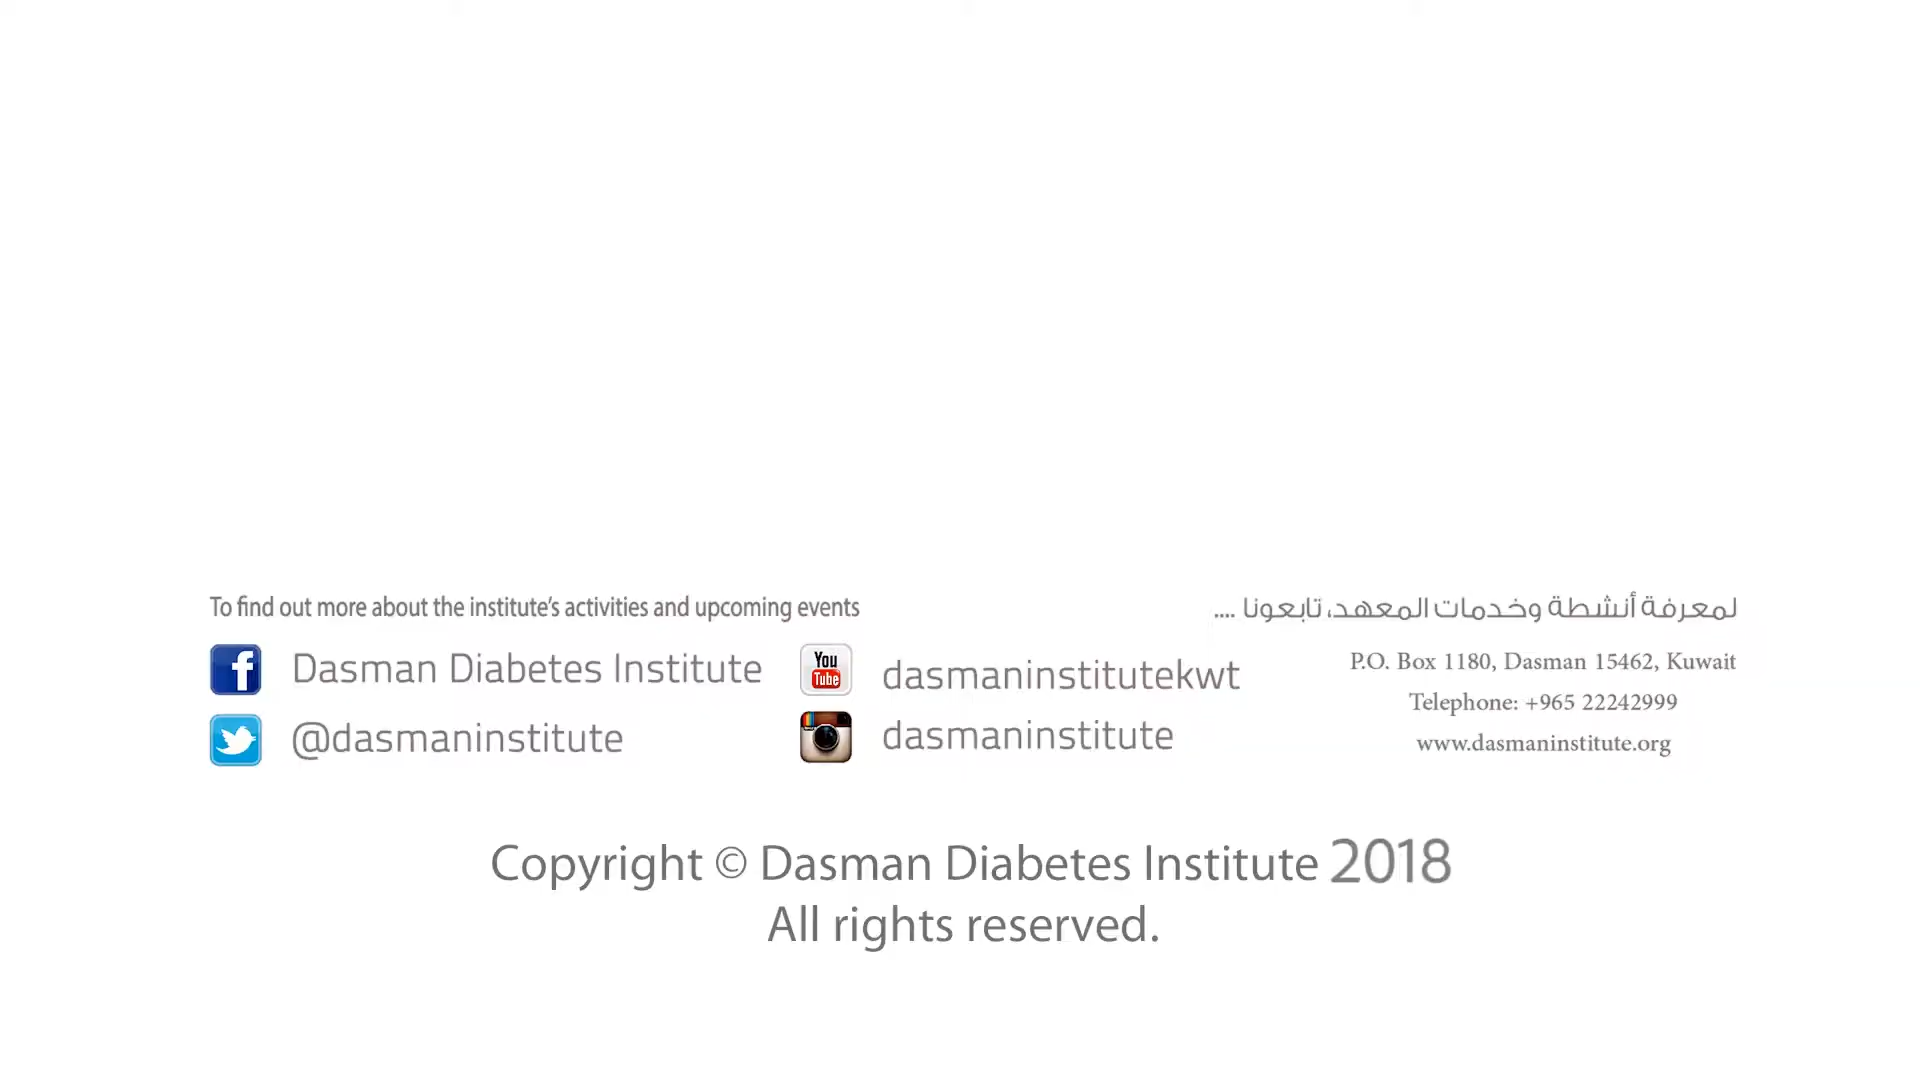 To find out more about the institute's activities and upcoming events
لمعرفة أنشطة وخدمات المعهد، تابعونا ....
Dasman Diabetes Institute
You Tube
dasmaninstitutekwt
@dasmaninstitute
dasmaninstitute
P.O. Box 1180, Dasman 15462, Kuwait
Telephone: +965 22242999
www.dasmaninstitute.org
Copyright © Dasman Diabetes Institute 2018
All rights reserved.